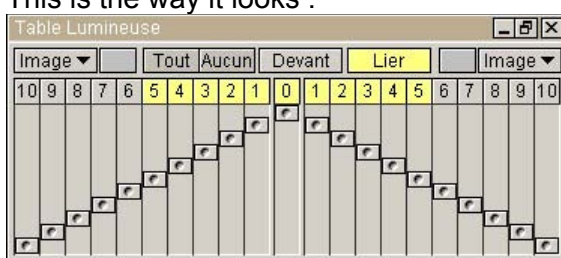 This is the way it looks :
Table Lumineuse
Image Tout Aucun Devant Lier Image
10 9 8 7 6 5 4 3 2 1 0 1 2 3 4 5 6 7 8 9 10